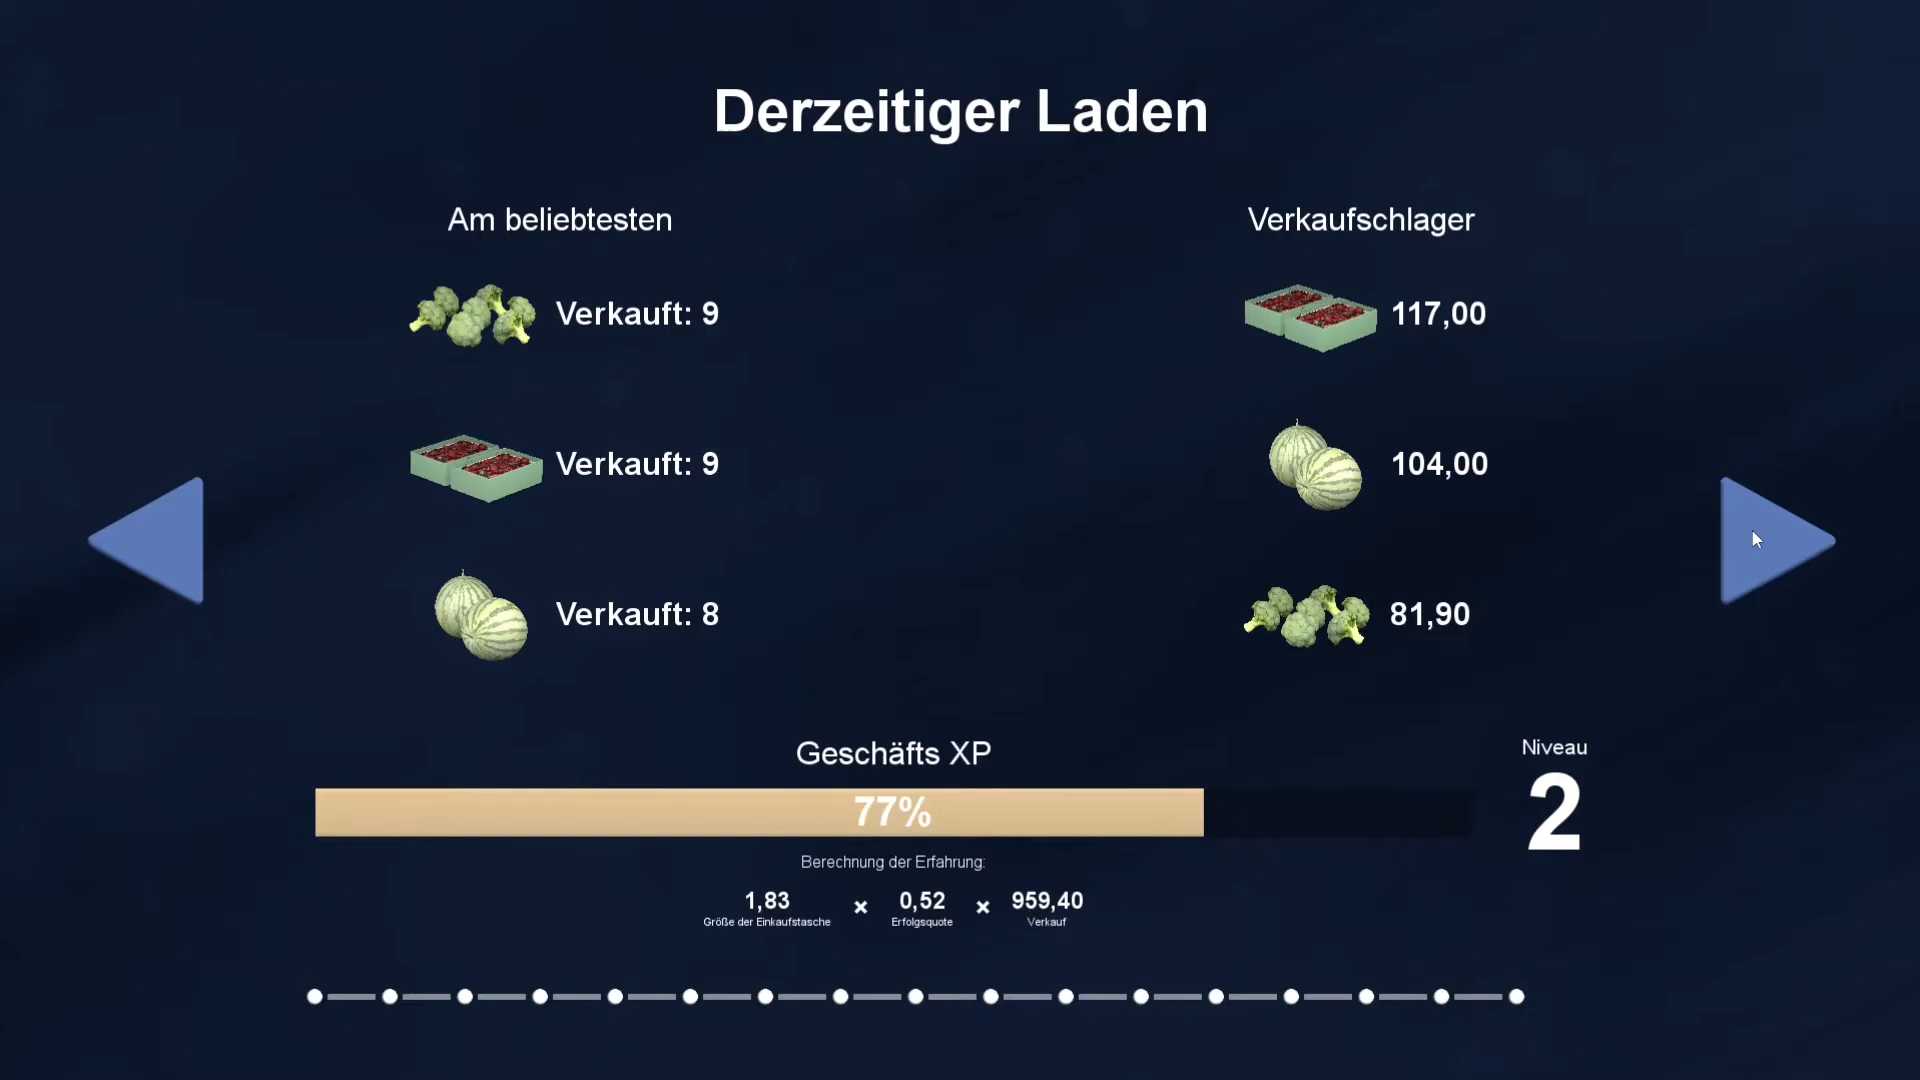 Derzeitiger Laden
Am beliebtesten
Verkauft: 9
Verkauft: 9
Verkauft: 8
Verkaufschlager
117,00
104,00
81,90
Geschäfts XP
77%
Niveau
2
Berechnung der Erfahrung:
1,83 × 0,52 × 959,40
Größe der Einkaufstasche Erfolgsquote Verkauf